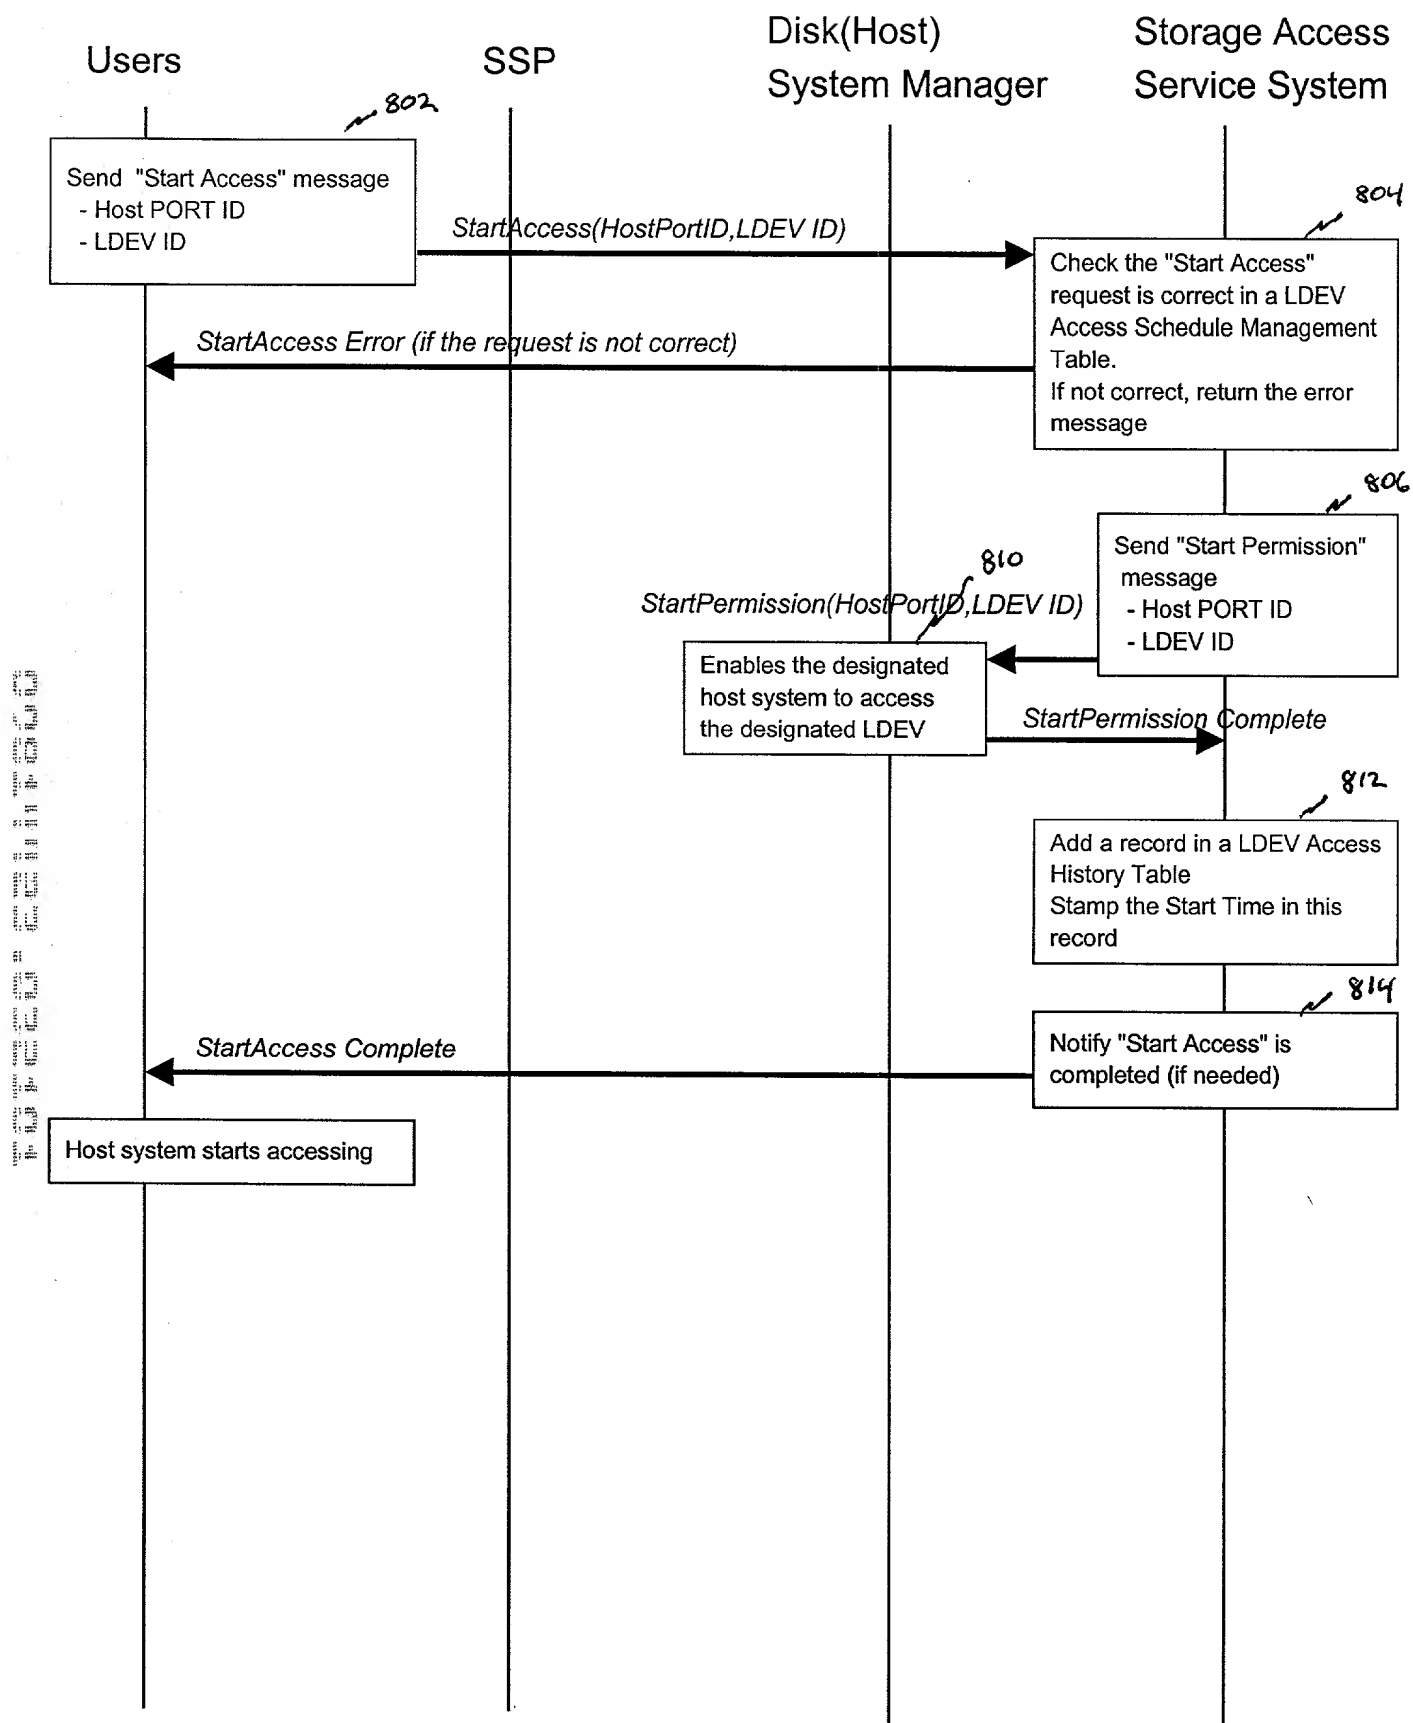 Users
SSP
Disk(Host)
System Manager
Storage Access
Service System
802
Send "Start Access" message
- Host PORT ID
- LDEV ID
StartAccess(HostPortID,LDEV ID)
804
Check the "Start Access"
request is correct in a LDEV
Access Schedule Management
Table.
If not correct, return the error
message
StartAccess Error (if the request is not correct)
806
Send "Start Permission"
message
- Host PORT ID
- LDEV ID
810
StartPermission(HostPortID,LDEV ID)
Enables the designated
host system to access
the designated LDEV
StartPermission Complete
812
Add a record in a LDEV Access
History Table
Stamp the Start Time in this
record
814
Notify "Start Access" is
completed (if needed)
StartAccess Complete
Host system starts accessing